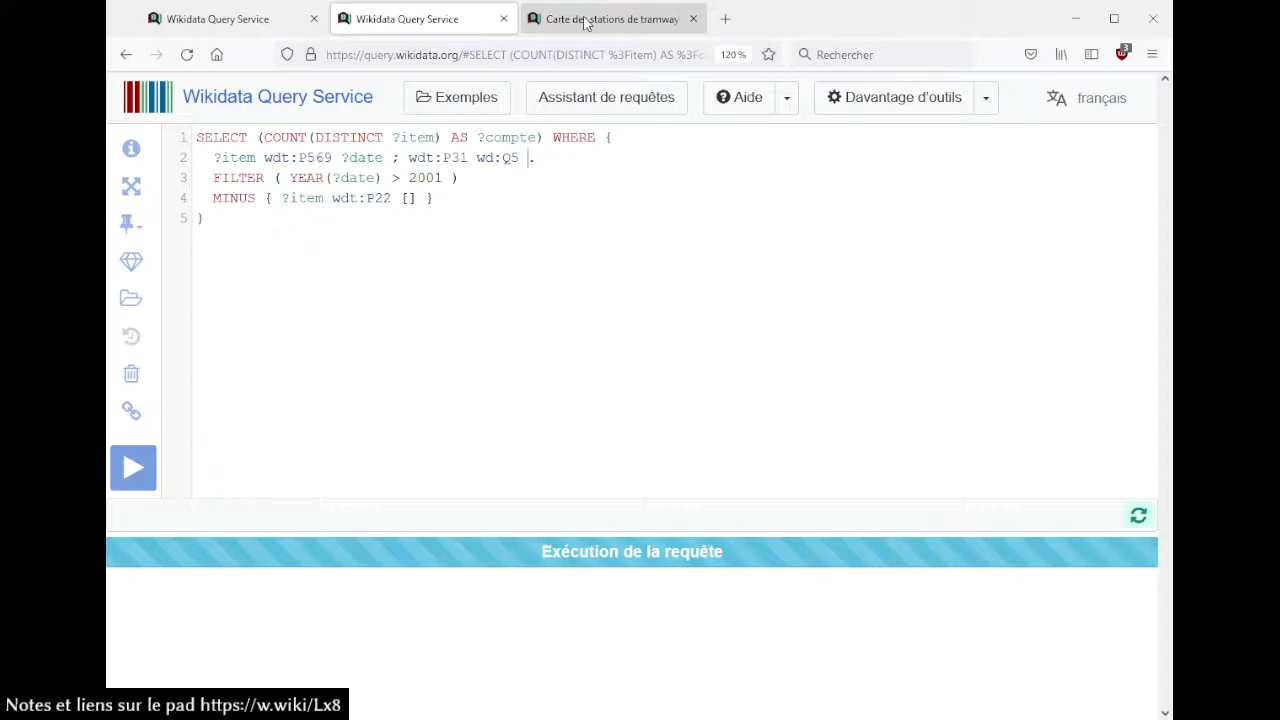 Wikidata Query Service
Wikidata Query Service
Carte des stations de tramway
https://query.wikidata.org/#SELECT (COUNT(DISTINCT %3Fitem) AS %3Fc
120 %
Rechercher
3
Wikidata Query Service
Exemples
Assistant de requêtes
Aide
Davantage d'outils
français
1 SELECT (COUNT(DISTINCT ?item) AS ?compte) WHERE {
2 ?item wdt:P569 ?date ; wdt:P31 wd:Q5 .
3 FILTER ( YEAR(?date) > 2001 )
4 MINUS { ?item wdt:P22 [] }
5 }
Exécution de la requête
Notes et liens sur le pad https://w.wiki/Lx8